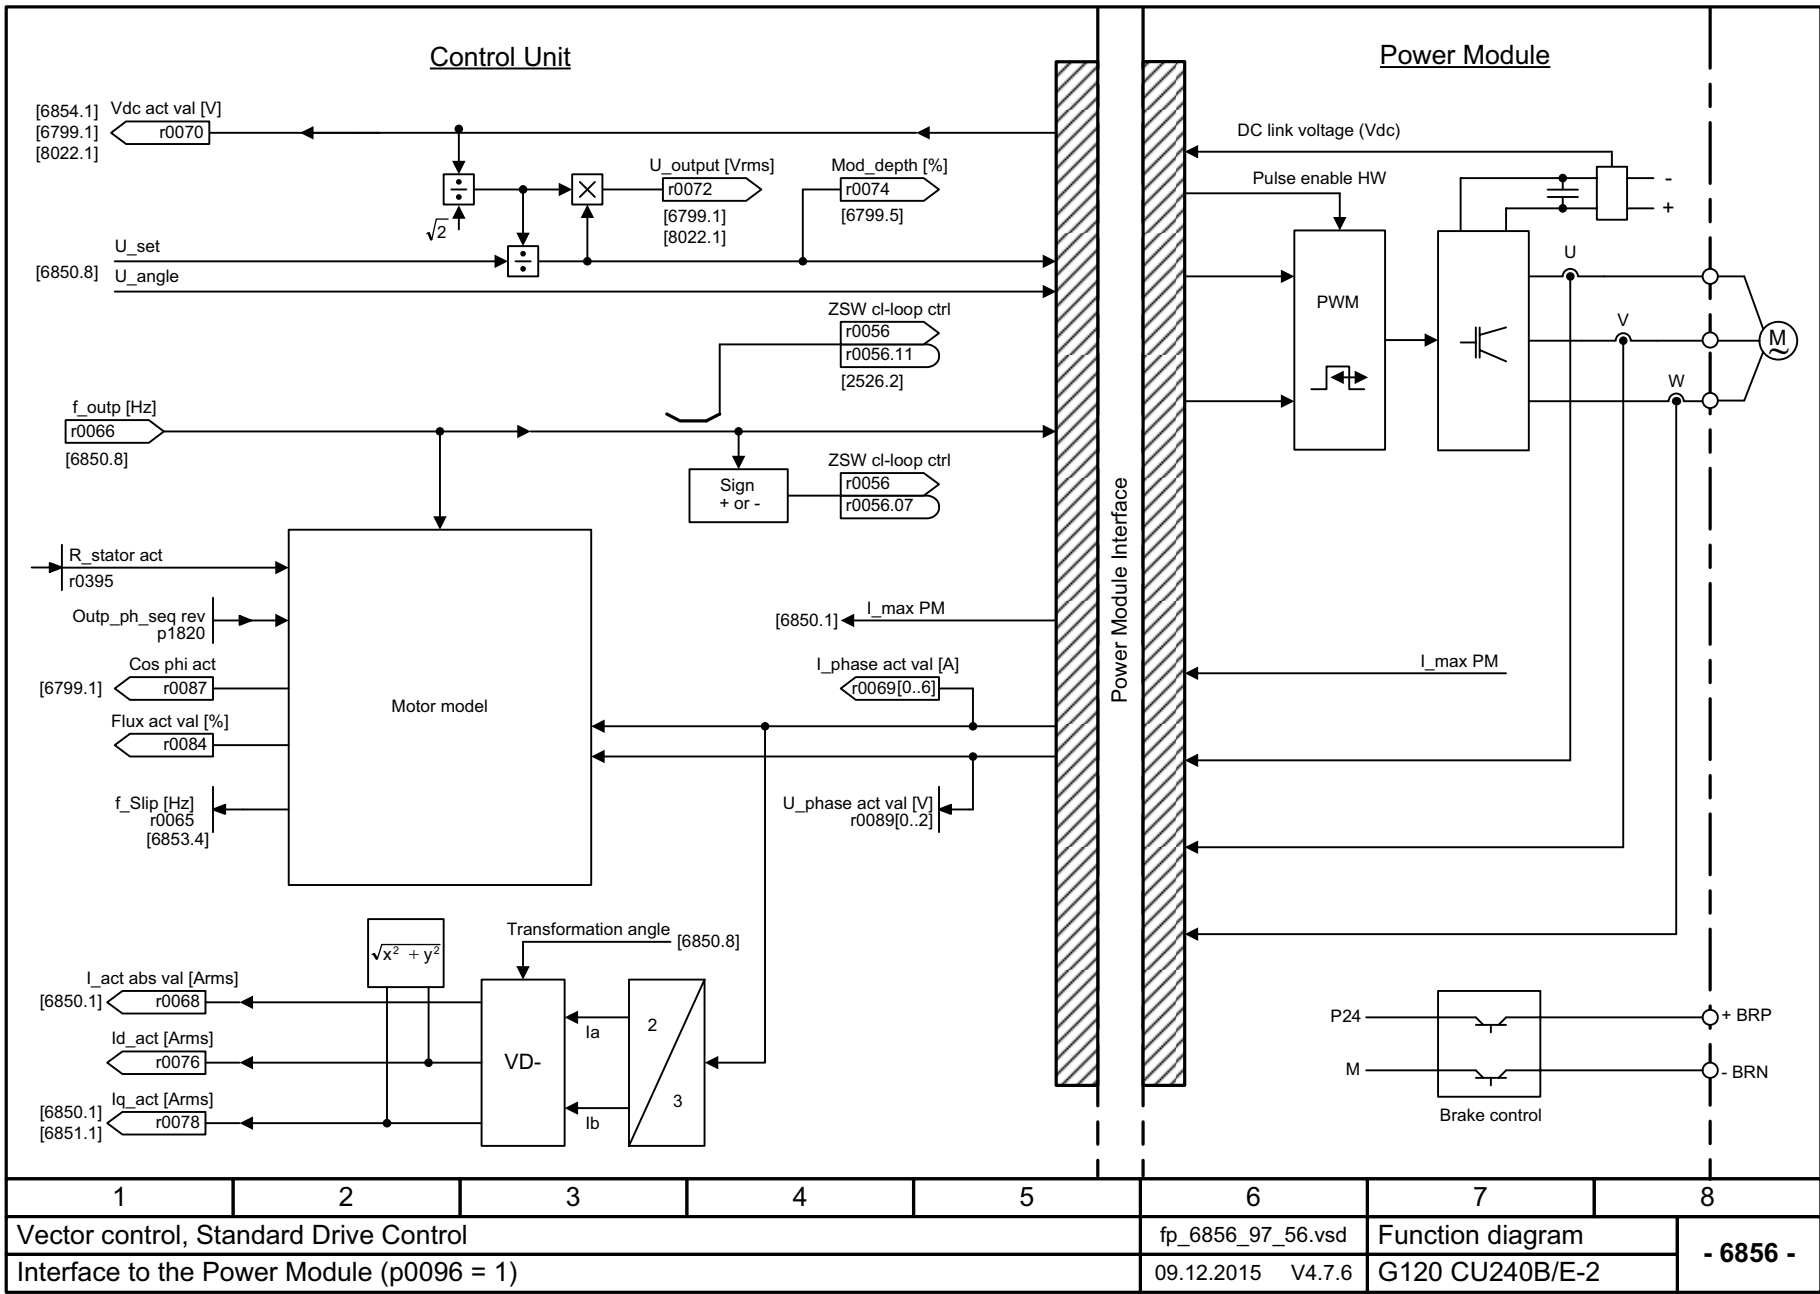 Control Unit
Power Module
[6854.1]
[6799.1]
[8022.1]
Vdc act val [V]
r0070
U_output [Vrms]
r0072
[6799.1]
[8022.1]
Mod_depth [%]
r0074
[6799.5]
÷
×
√2
÷
U_set
[6850.8]
U_angle
ZSW cl-loop ctrl
r0056
r0056.11
[2526.2]
f_outp [Hz]
r0066
[6850.8]
Sign
+ or -
ZSW cl-loop ctrl
r0056
r0056.07
R_stator act
r0395
Outp_ph_seq rev
p1820
Cos phi act
[6799.1]
r0087
Flux act val [%]
r0084
f_Slip [Hz]
r0065
[6853.4]
Motor model
[6850.1]
I_max PM
I_phase act val [A]
r0069[0..6]
U_phase act val [V]
r0089[0..2]
√x² + y²
Transformation angle
[6850.8]
I_act abs val [Arms]
[6850.1]
r0068
Id_act [Arms]
r0076
Iq_act [Arms]
[6850.1]
[6851.1]
r0078
VD-
Ia
Ib
2
3
Power Module Interface
DC link voltage (Vdc)
Pulse enable HW
-
+
PWM
U
V
W
M
~
I_max PM
P24
M
Brake control
+ BRP
- BRN
1 2 3 4 5 6 7 8
Vector control, Standard Drive Control
Interface to the Power Module (p0096 = 1)
fp_6856_97_56.vsd
09.12.2015 V4.7.6
Function diagram
G120 CU240B/E-2
- 6856 -